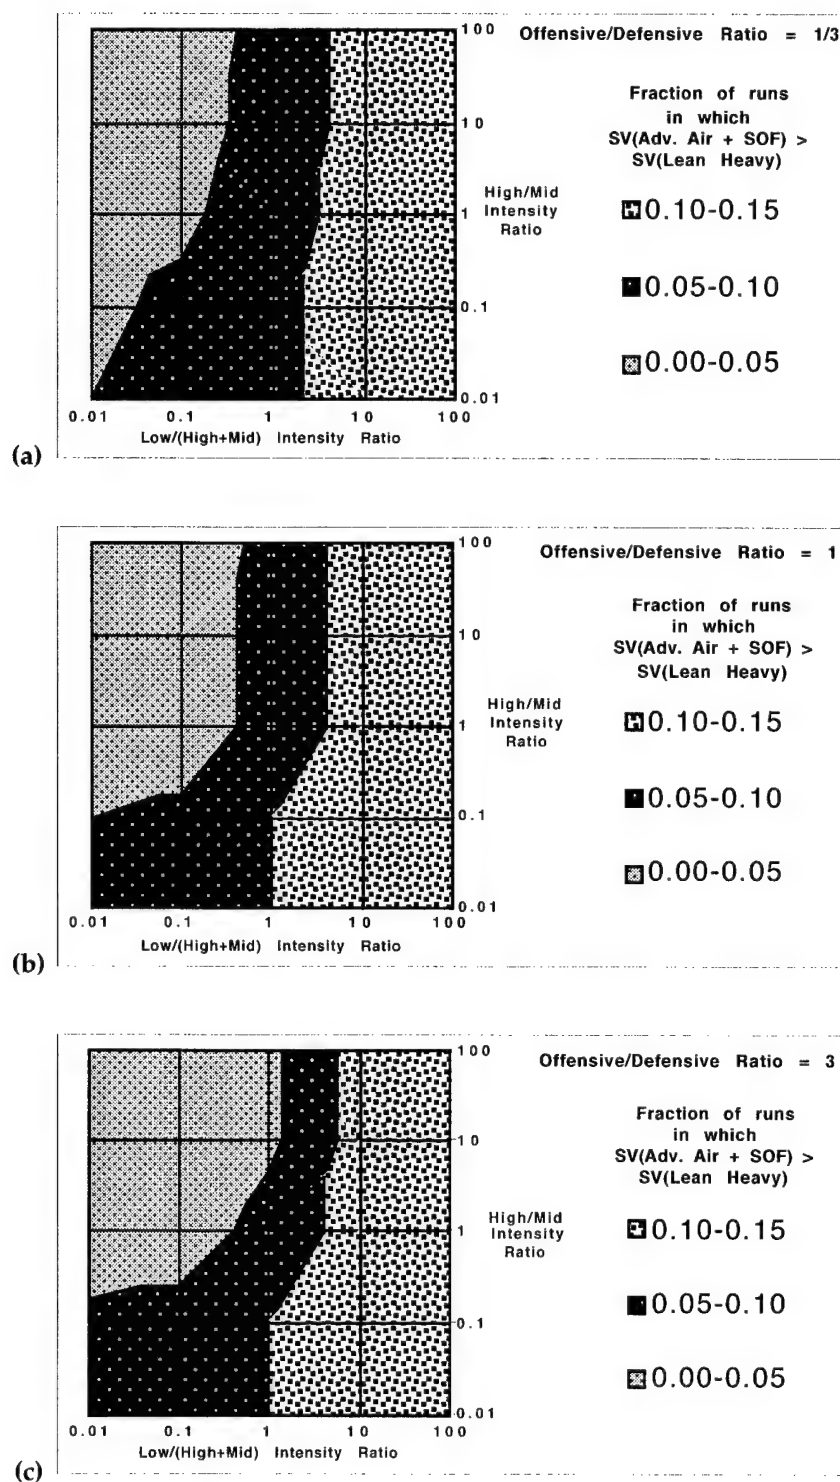 Offensive/Defensive Ratio = 1/3
Fraction of runs
in which
SV(Adv. Air + SOF) >
SV(Lean Heavy)
0.10-0.15
0.05-0.10
0.00-0.05
100
10
1
0.1
0.01
High/Mid
Intensity
Ratio
0.01 0.1 1 10 100
Low/(High+Mid) Intensity Ratio
(a)
Offensive/Defensive Ratio = 1
Fraction of runs
in which
SV(Adv. Air + SOF) >
SV(Lean Heavy)
0.10-0.15
0.05-0.10
0.00-0.05
100
10
1
0.1
0.01
High/Mid
Intensity
Ratio
0.01 0.1 1 10 100
Low/(High+Mid) Intensity Ratio
(b)
Offensive/Defensive Ratio = 3
Fraction of runs
in which
SV(Adv. Air + SOF) >
SV(Lean Heavy)
0.10-0.15
0.05-0.10
0.00-0.05
100
10
1
0.1
0.01
High/Mid
Intensity
Ratio
0.01 0.1 1 10 100
Low/(High+Mid) Intensity Ratio
(c)